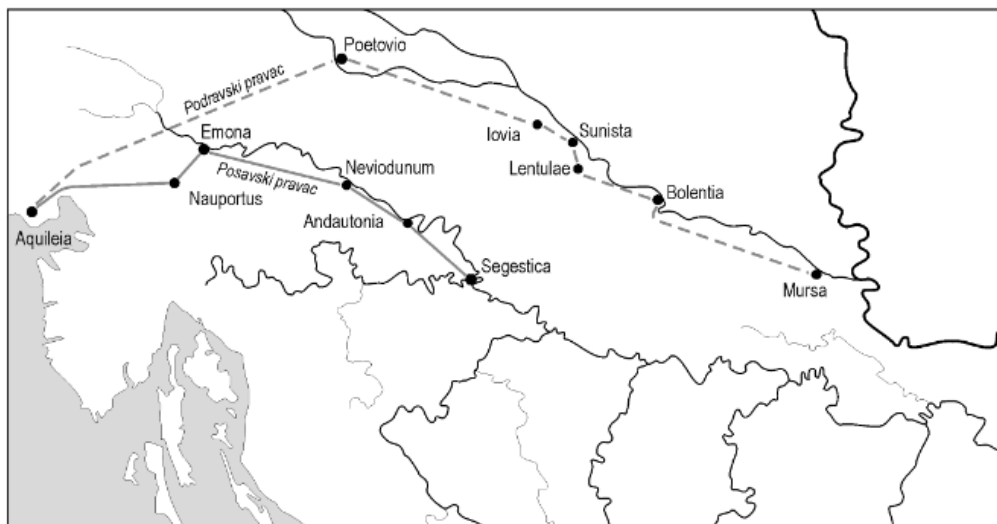 Poetovio
Podravski pravac
Emona
Iovia
Sunista
Neviodunum
Lentulae
Posavski pravac
Nauportus
Bolentia
Andautonia
Aquileia
Segestica
Mursa